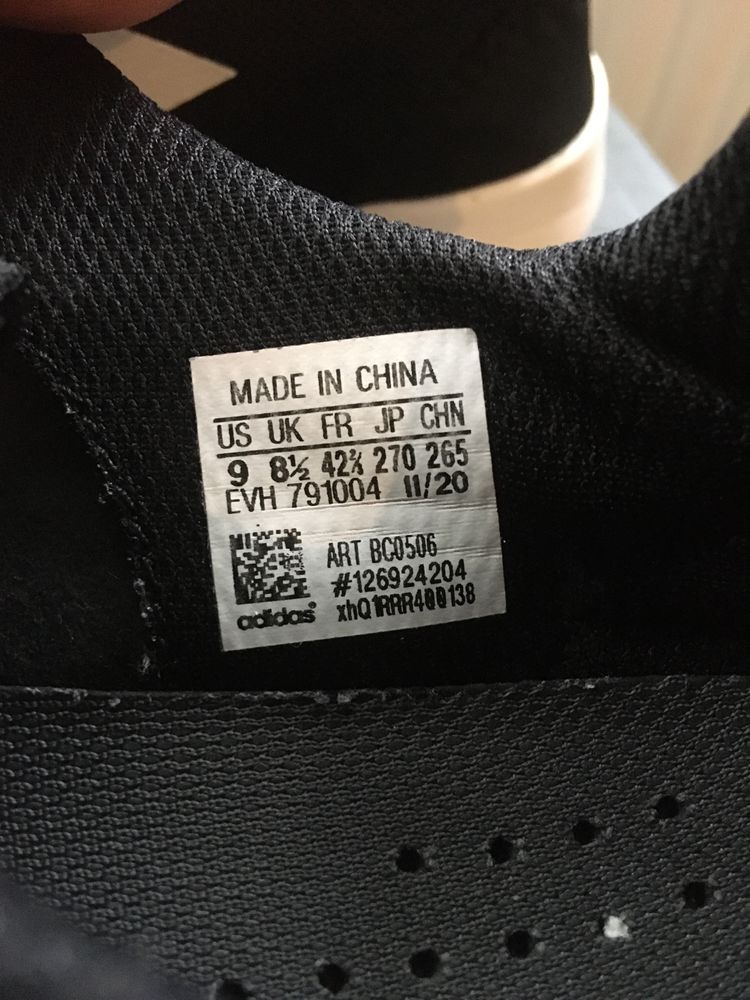 MADE IN CHINA
US UK FR JP CHN
9 8½ 42⅔ 270 265
EVH 791004 11/20
ART BC0506
#126924204
xhQ1RRR400138
adidas